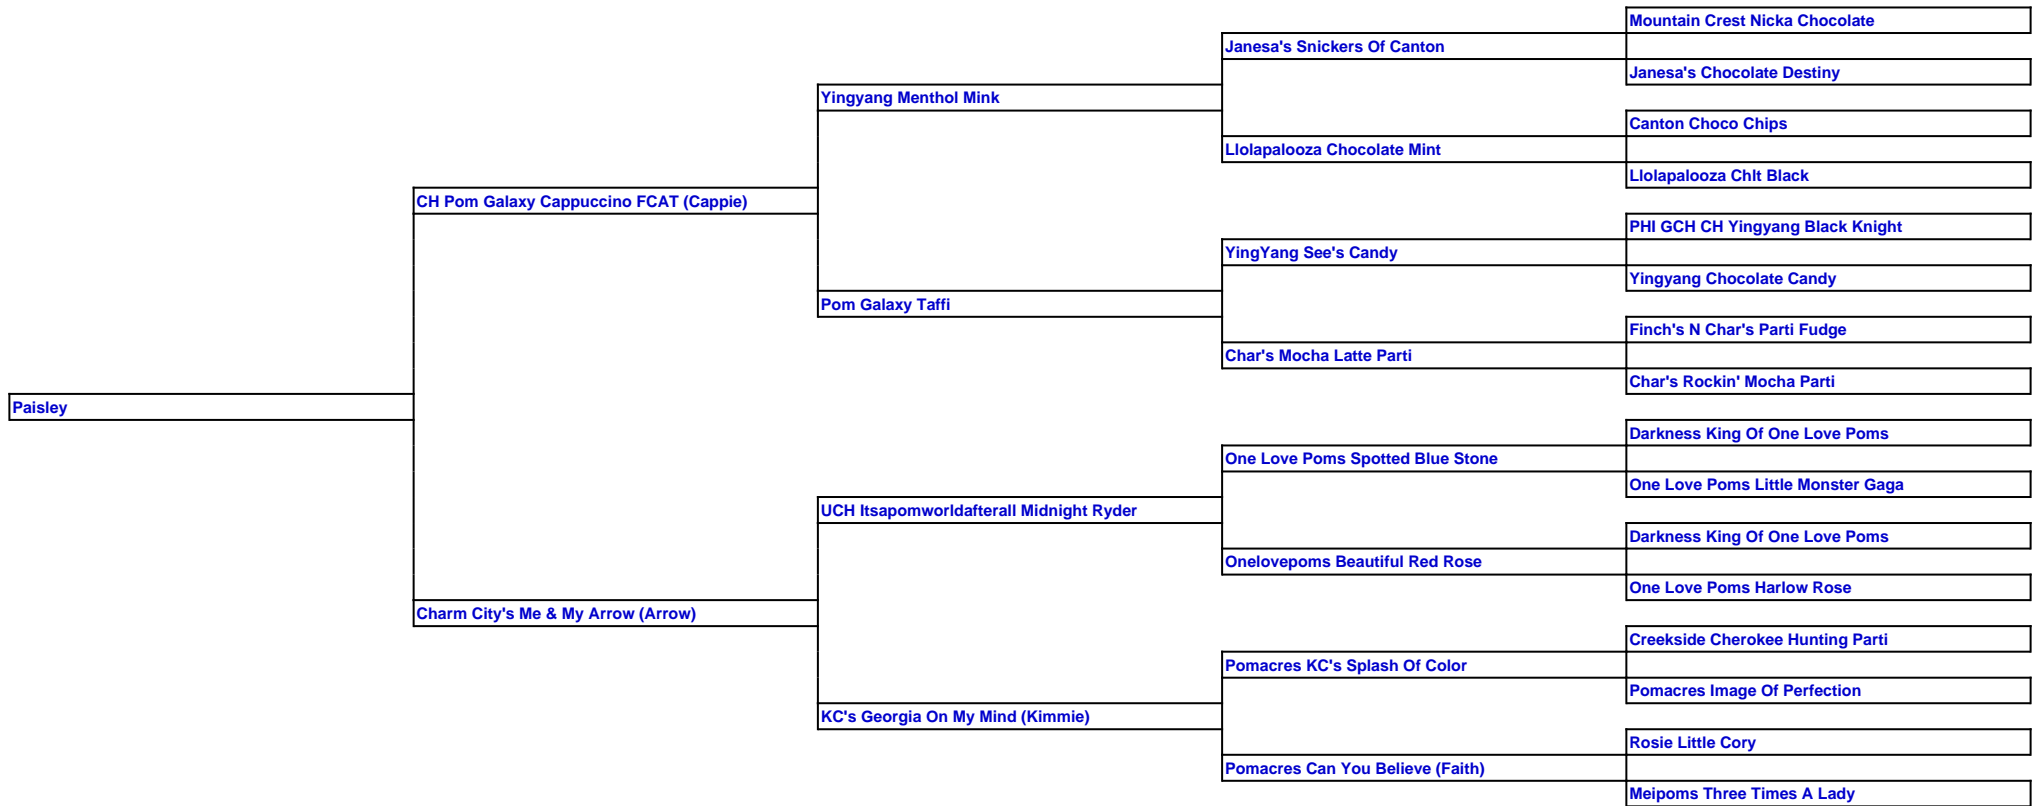 Mountain Crest Nicka Chocolate
Janesa's Snickers Of Canton
Janesa's Chocolate Destiny
Yingyang Menthol Mink
Canton Choco Chips
Llolapalooza Chocolate Mint
Llolapalooza Chlt Black
CH Pom Galaxy Cappuccino FCAT (Cappie)
PHI GCH CH Yingyang Black Knight
YingYang See's Candy
Yingyang Chocolate Candy
Pom Galaxy Taffi
Finch's N Char's Parti Fudge
Char's Mocha Latte Parti
Char's Rockin' Mocha Parti
Paisley
Darkness King Of One Love Poms
One Love Poms Spotted Blue Stone
One Love Poms Little Monster Gaga
UCH Itsapomworldafterall Midnight Ryder
Darkness King Of One Love Poms
Onelovepoms Beautiful Red Rose
One Love Poms Harlow Rose
Charm City's Me & My Arrow (Arrow)
Creekside Cherokee Hunting Parti
Pomacres KC's Splash Of Color
Pomacres Image Of Perfection
KC's Georgia On My Mind (Kimmie)
Rosie Little Cory
Pomacres Can You Believe (Faith)
Meipoms Three Times A Lady